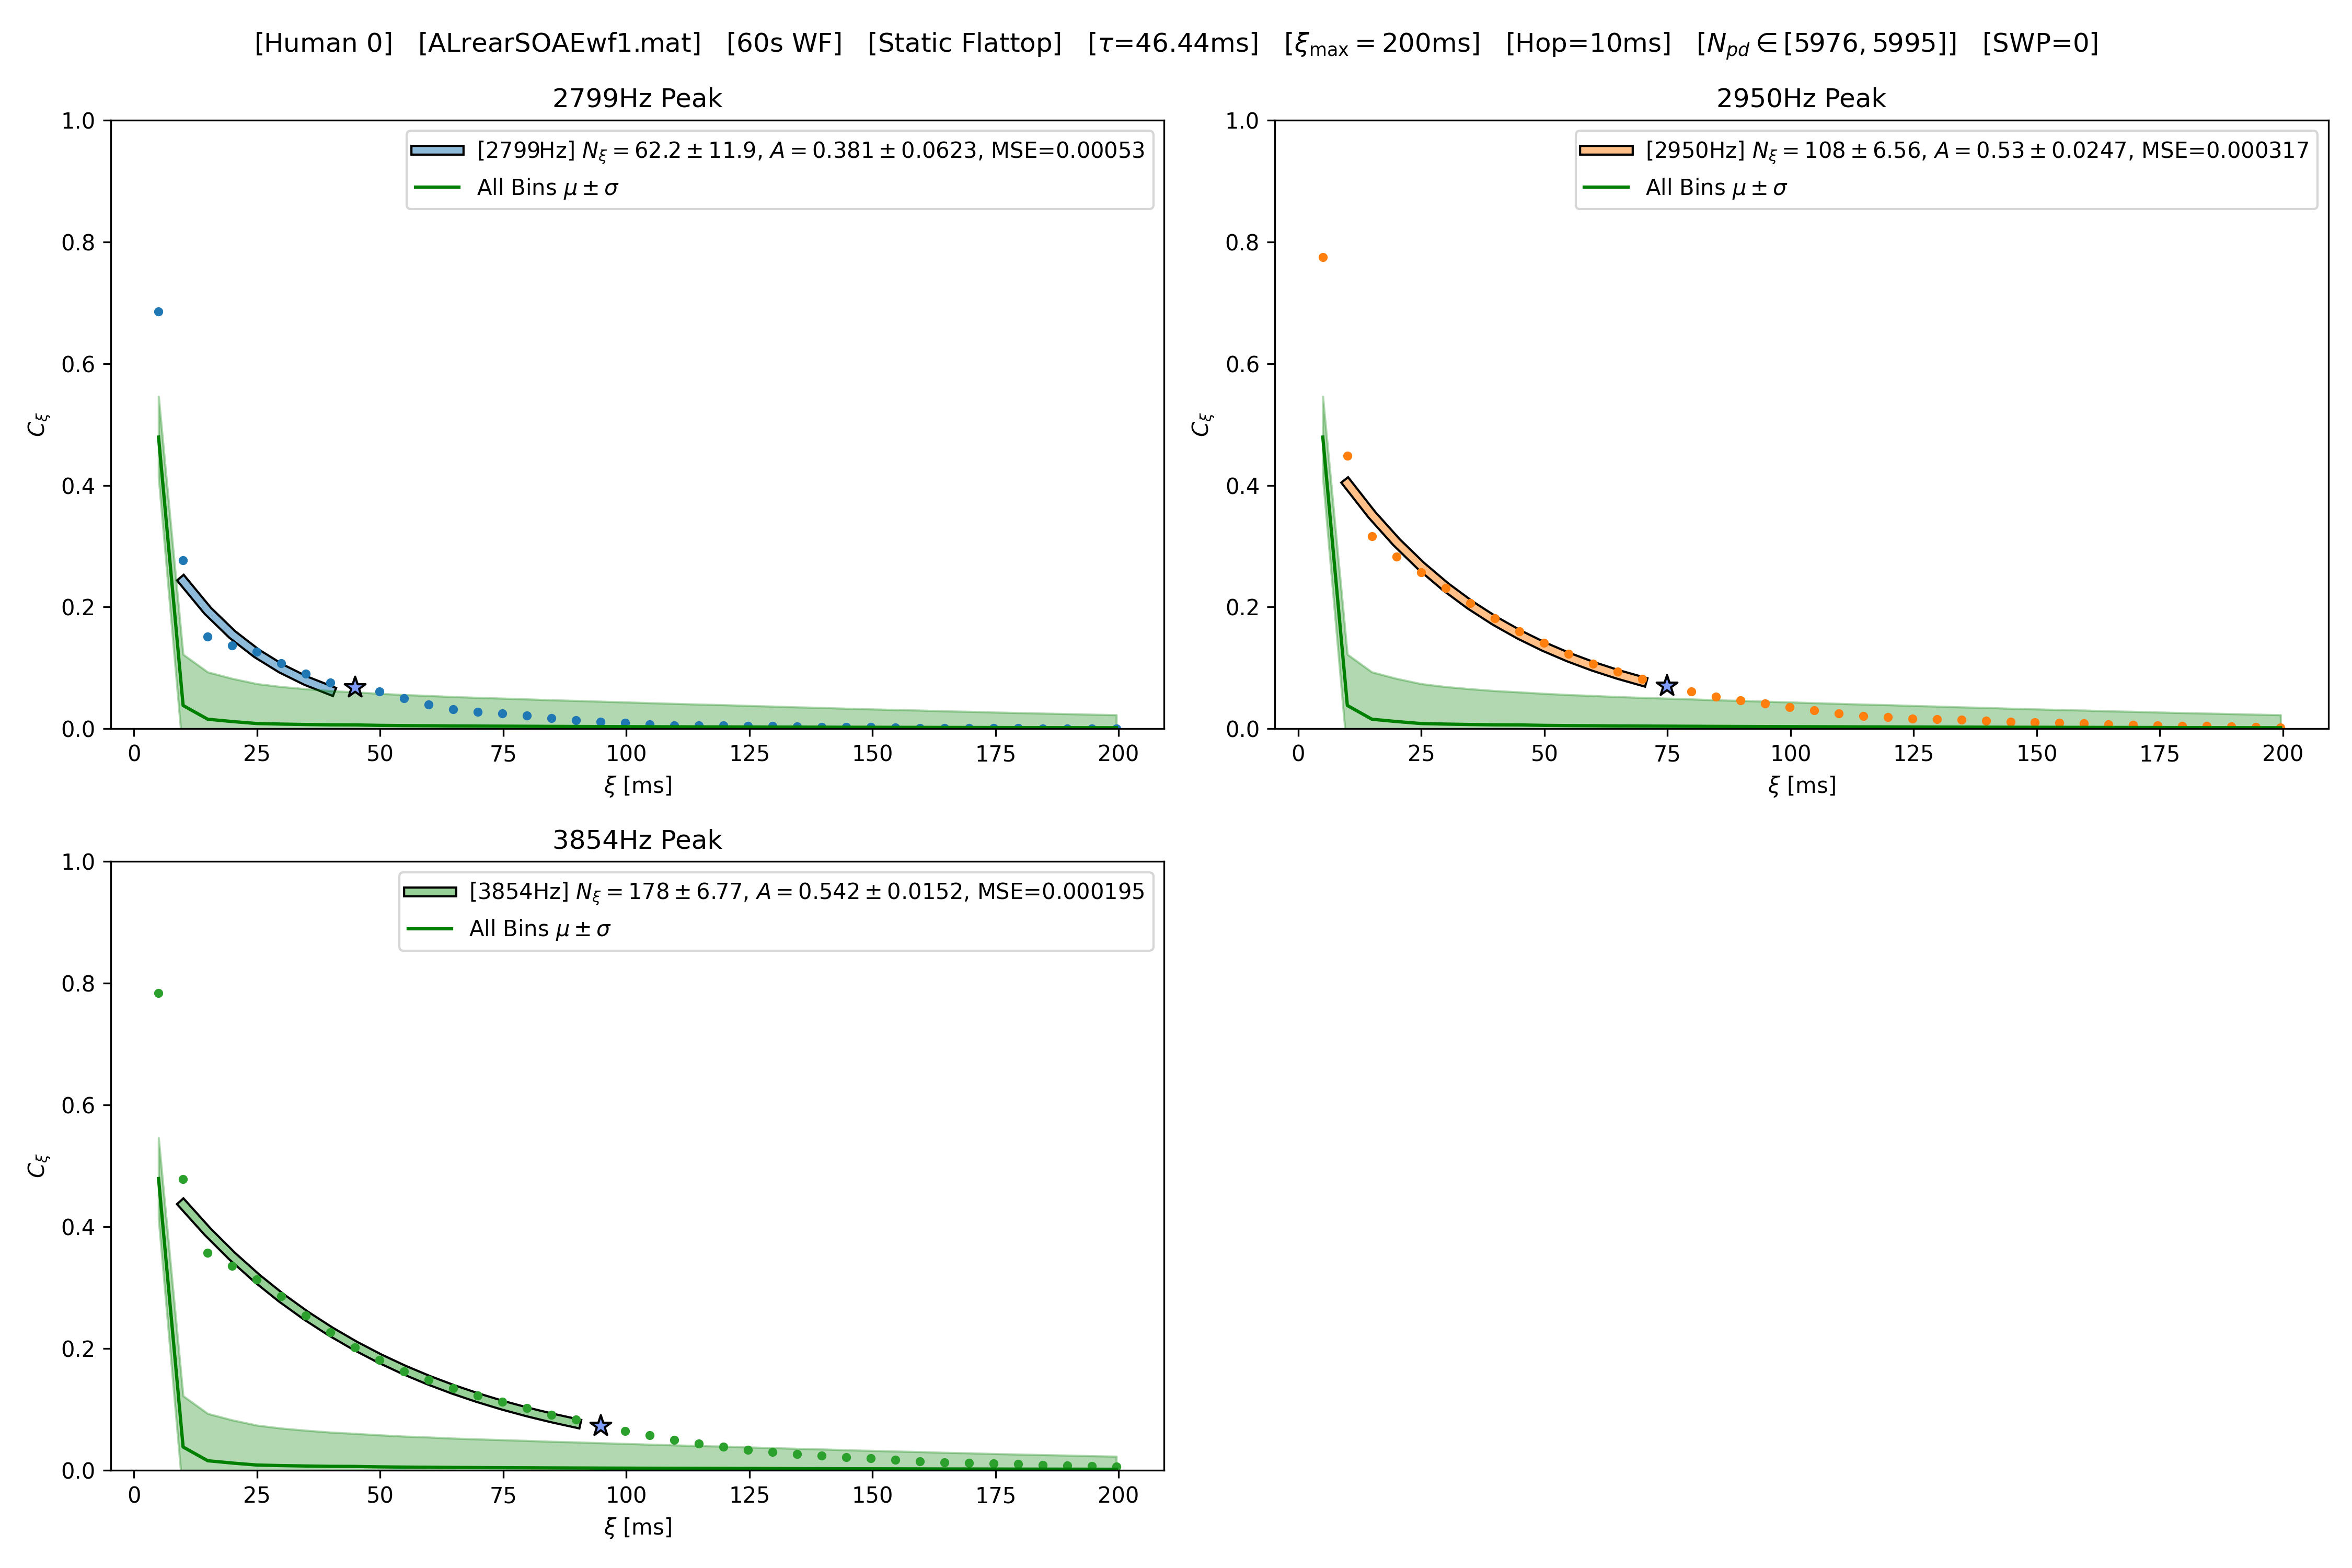 [Human 0] [ALrearSOAEwf1.mat] [60s WF] [Static Flattop] [τ=46.44ms] [ξmax = 200ms] [Hop=10ms] [Npd ∈ [5976, 5995]] [SWP=0]
2799Hz Peak
[2799Hz] Nξ = 62.2 ± 11.9, A = 0.381 ± 0.0623, MSE=0.00053
All Bins μ ± σ
1.0
0.8
0.6
0.4
0.2
0.0
Cξ
0 25 50 75 100 125 150 175 200
ξ [ms]
2950Hz Peak
[2950Hz] Nξ = 108 ± 6.56, A = 0.53 ± 0.0247, MSE=0.000317
All Bins μ ± σ
1.0
0.8
0.6
0.4
0.2
0.0
Cξ
0 25 50 75 100 125 150 175 200
ξ [ms]
3854Hz Peak
[3854Hz] Nξ = 178 ± 6.77, A = 0.542 ± 0.0152, MSE=0.000195
All Bins μ ± σ
1.0
0.8
0.6
0.4
0.2
0.0
Cξ
0 25 50 75 100 125 150 175 200
ξ [ms]